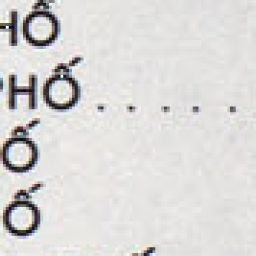 HỐ
PHỐ . . . . .
Ố
Ố